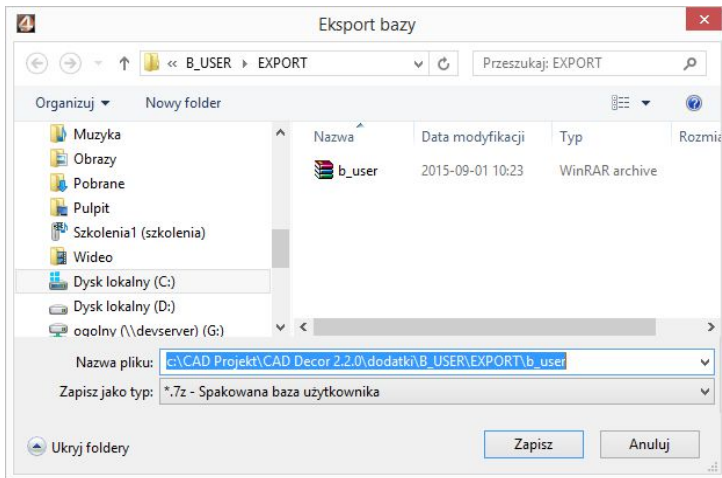 Eksport bazy
« B_USER ▸ EXPORT
Przeszukaj: EXPORT
Organizuj
Nowy folder
Nazwa Data modyfikacji Typ Rozmia
Muzyka
Obrazy
Pobrane
Pulpit
Szkolenia1 (szkolenia)
Wideo
Dysk lokalny (C:)
Dysk lokalny (D:)
ogolny (\\devserver) (G:)
b_user 2015-09-01 10:23 WinRAR archive
Nazwa pliku: c:\CAD Projekt\CAD Decor 2.2.0\dodatki\B_USER\EXPORT\b_user
Zapisz jako typ: *.7z - Spakowana baza użytkownika
Ukryj foldery
Zapisz
Anuluj